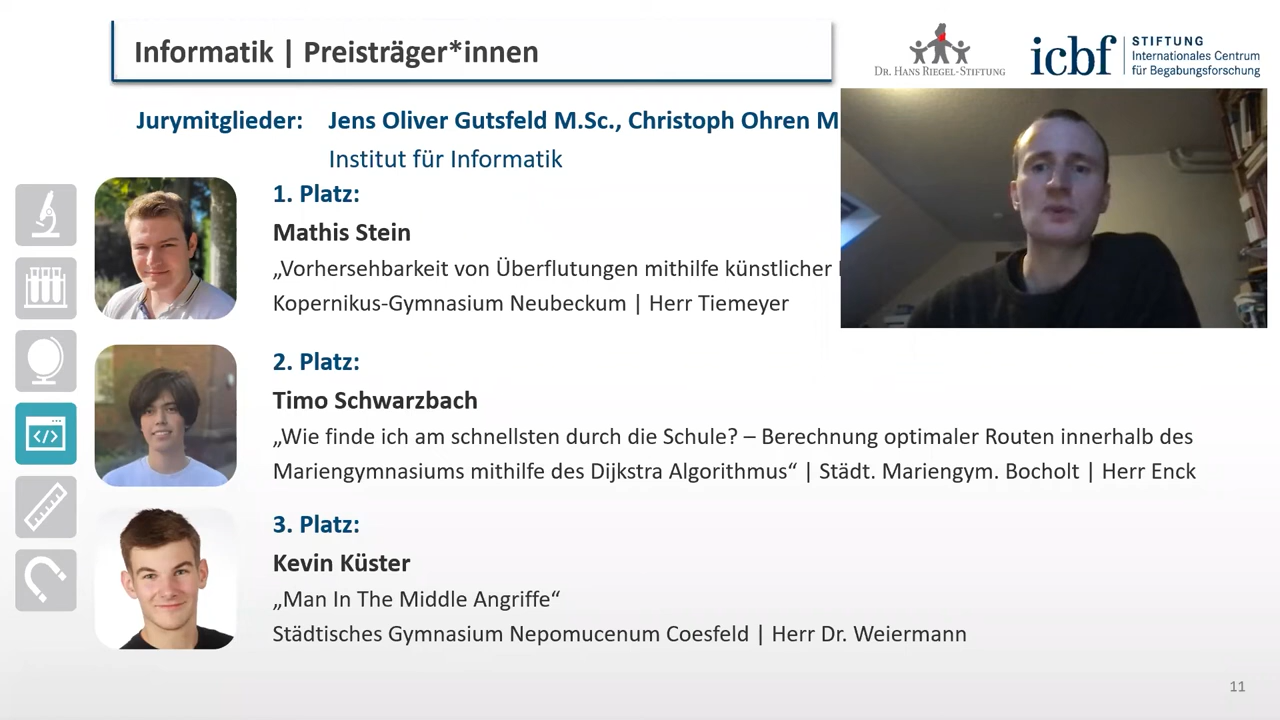 Informatik | Preisträger*innen
DR. HANS RIEGEL-STIFTUNG
icbf
STIFTUNG
Internationales Centrum
für Begabungsforschung
Jurymitglieder: Jens Oliver Gutsfeld M.Sc., Christoph Ohren M
Institut für Informatik
1. Platz:
Mathis Stein
„Vorhersehbarkeit von Überflutungen mithilfe künstlicher
Kopernikus-Gymnasium Neubeckum | Herr Tiemeyer
2. Platz:
Timo Schwarzbach
„Wie finde ich am schnellsten durch die Schule? – Berechnung optimaler Routen innerhalb des
Mariengymnasiums mithilfe des Dijkstra Algorithmus“ | Städt. Mariengym. Bocholt | Herr Enck
3. Platz:
Kevin Küster
„Man In The Middle Angriffe“
Städtisches Gymnasium Nepomucenum Coesfeld | Herr Dr. Weiermann
11